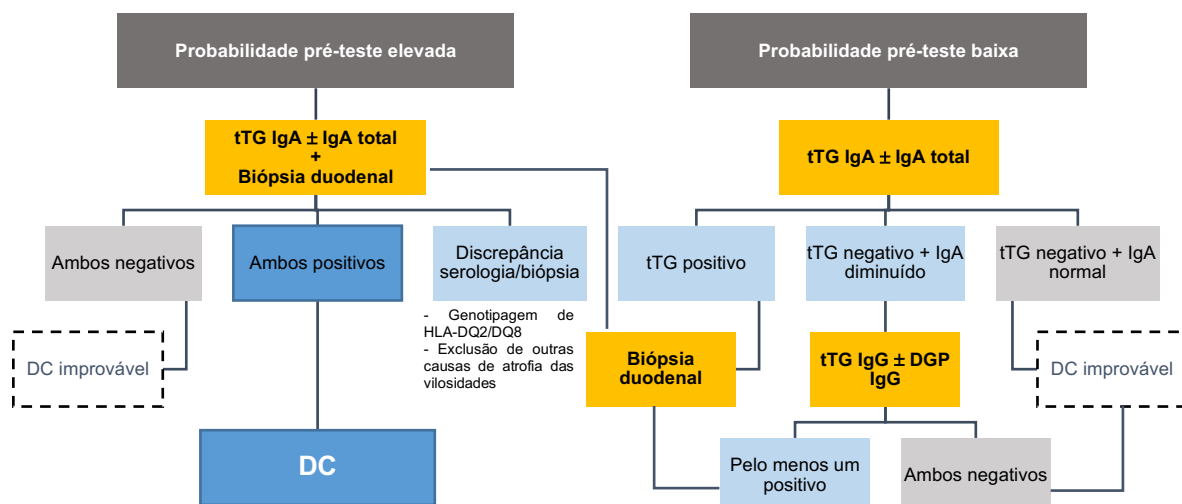 Probabilidade pré-teste elevada
Probabilidade pré-teste baixa
tTG IgA ± IgA total
+
Biópsia duodenal
tTG IgA ± IgA total
Ambos negativos
Ambos positivos
Discrepância
serologia/biópsia
tTG positivo
tTG negativo + IgA
diminuído
tTG negativo + IgA
normal
- Genotipagem de
HLA-DQ2/DQ8
- Exclusão de outras
causas de atrofia das
vilosidades
DC improvável
Biópsia
duodenal
tTG IgG ± DGP
IgG
DC improvável
DC
Pelo menos um
positivo
Ambos negativos